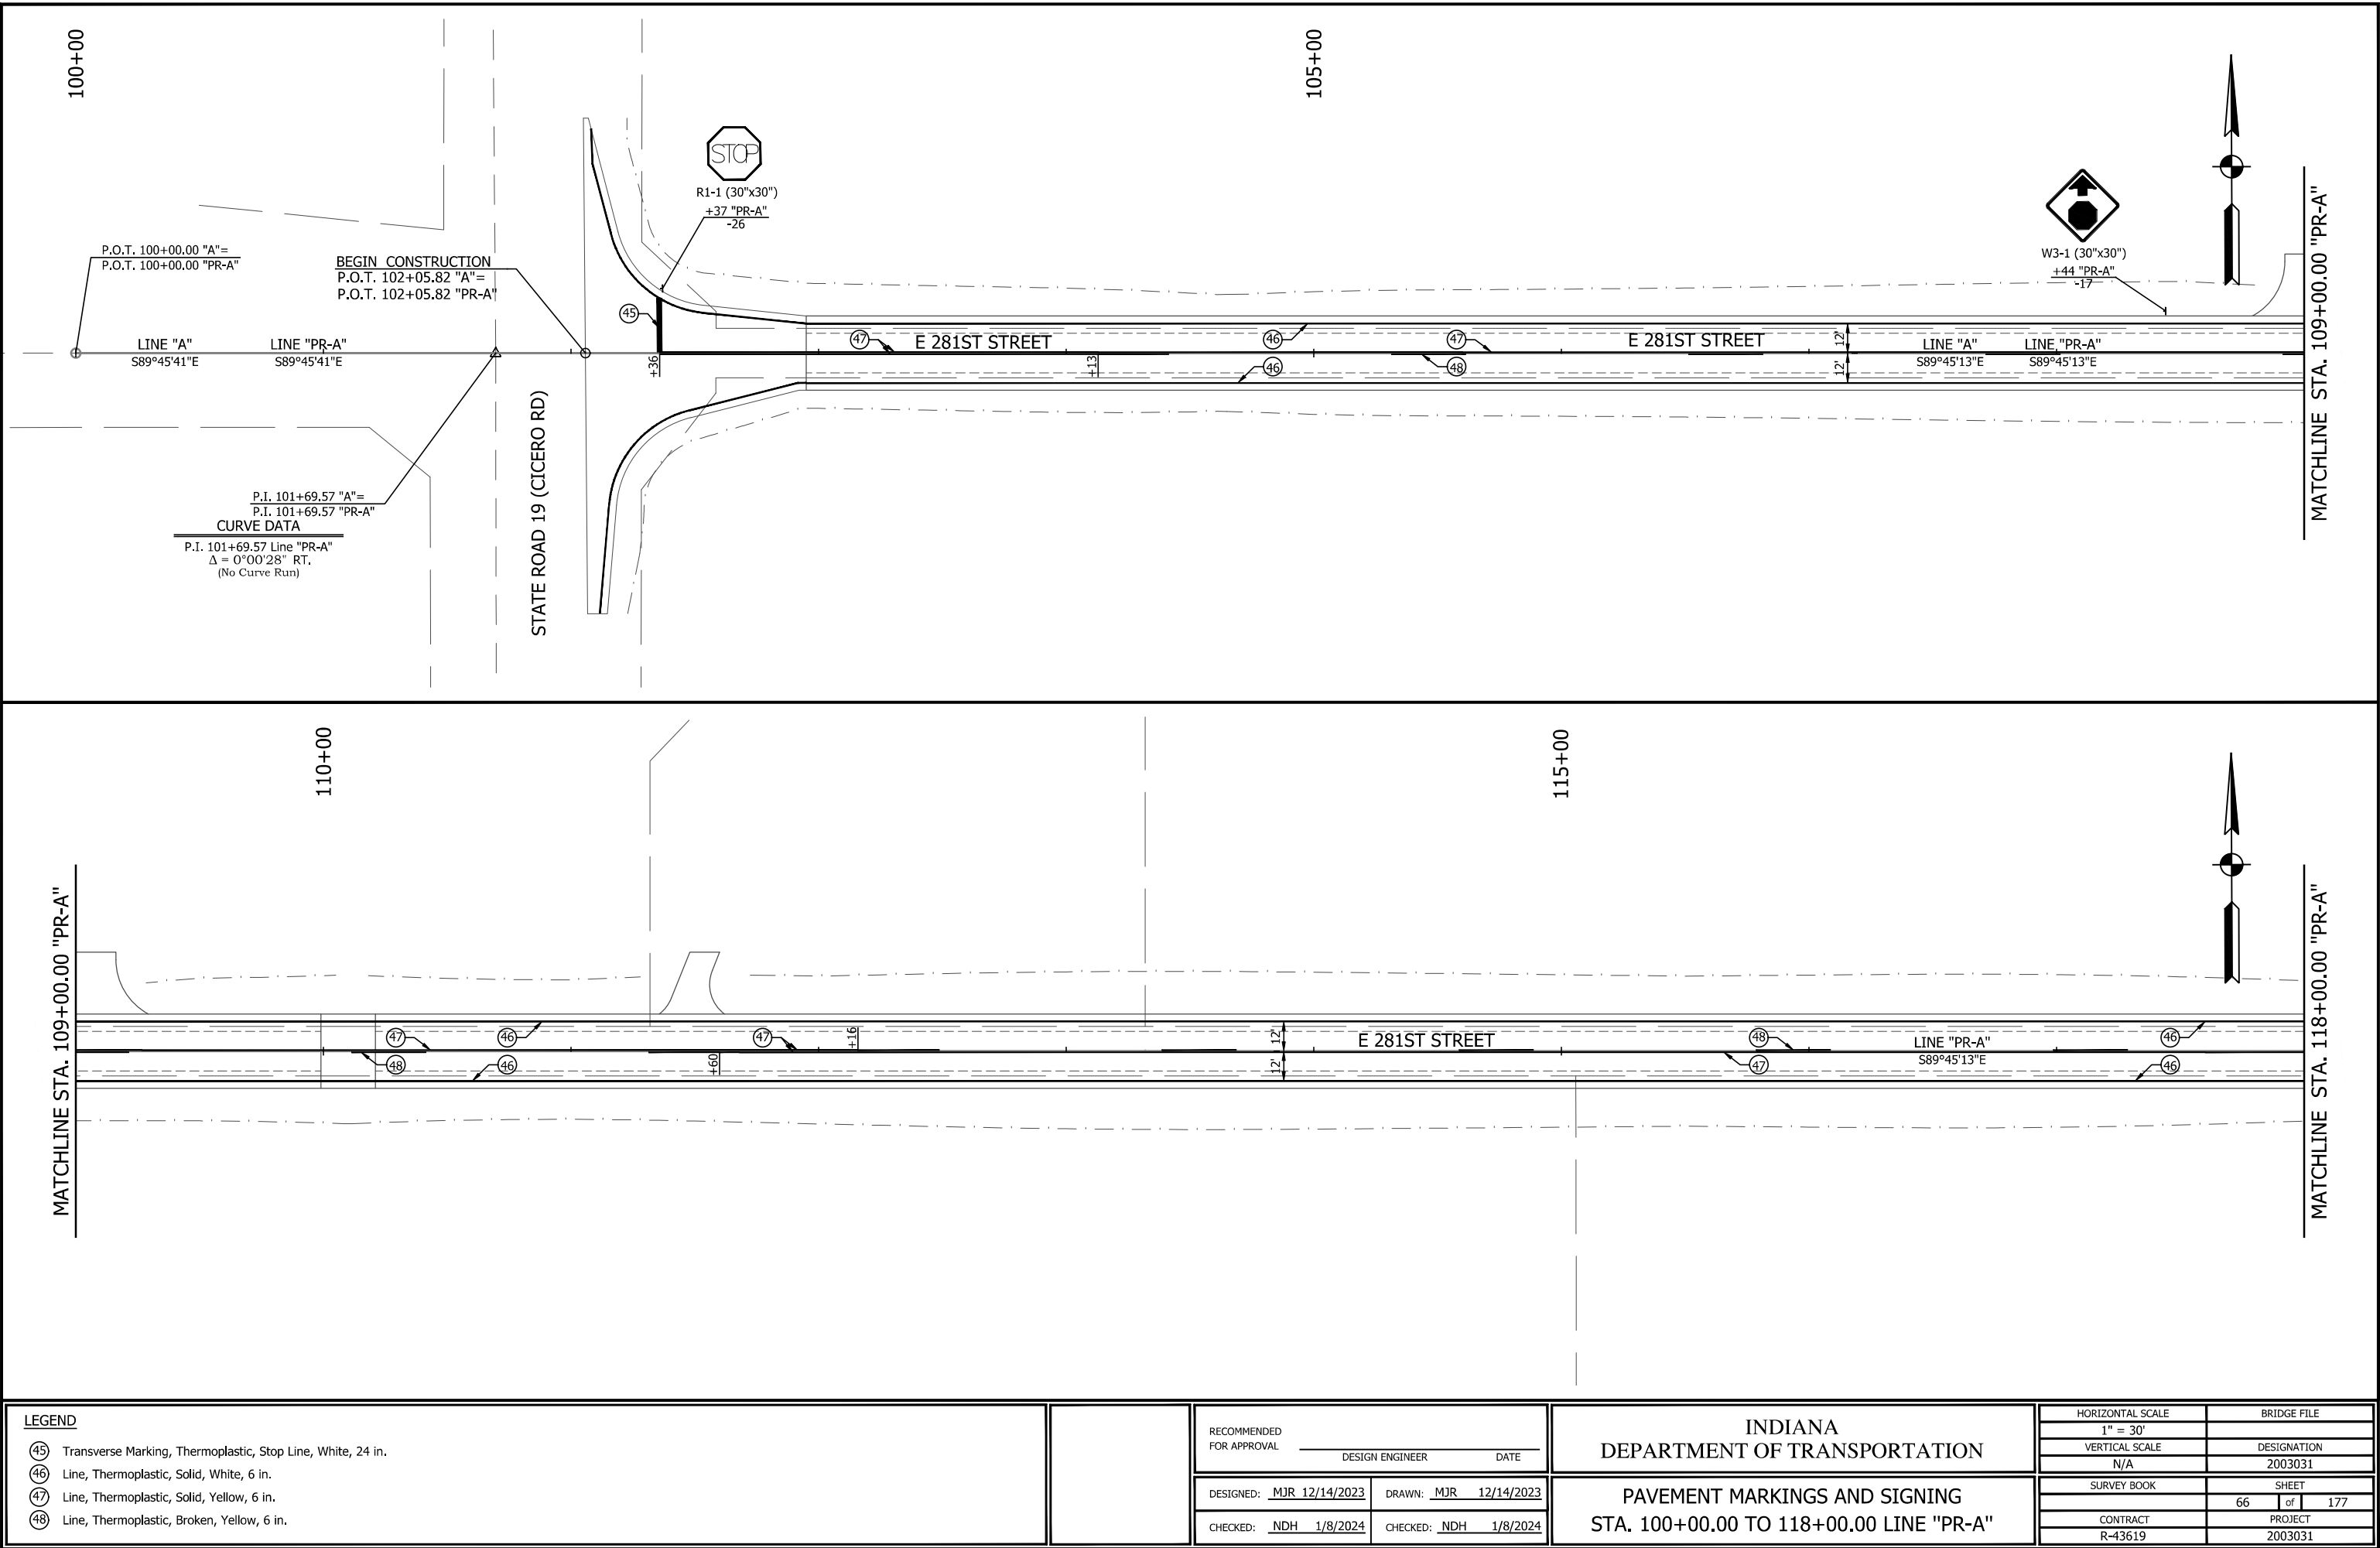 100+00
105+00
STOP
R1-1 (30"x30")
+37 "PR-A"
-26
W3-1 (30"x30")
+44 "PR-A"
-17
P.O.T. 100+00.00 "A"=
P.O.T. 100+00.00 "PR-A"
BEGIN CONSTRUCTION
P.O.T. 102+05.82 "A"=
P.O.T. 102+05.82 "PR-A"
45
LINE "A"
S89°45'41"E
LINE "PR-A"
S89°45'41"E
+36
47
E 281ST STREET
+13
46
46
47
48
E 281ST STREET
12'
12'
LINE "A"
S89°45'13"E
LINE "PR-A"
S89°45'13"E
MATCHLINE STA. 109+00.00 "PR-A"
STATE ROAD 19 (CICERO RD)
P.I. 101+69.57 "A"=
P.I. 101+69.57 "PR-A"
CURVE DATA
P.I. 101+69.57 Line "PR-A"
Δ = 0°00'28" RT.
(No Curve Run)
110+00
115+00
MATCHLINE STA. 109+00.00 "PR-A"
47
46
48
46
47
+60
+16
12'
12'
E 281ST STREET
48
47
LINE "PR-A"
S89°45'13"E
46
46
MATCHLINE STA. 118+00.00 "PR-A"
LEGEND
45 Transverse Marking, Thermoplastic, Stop Line, White, 24 in.
46 Line, Thermoplastic, Solid, White, 6 in.
47 Line, Thermoplastic, Solid, Yellow, 6 in.
48 Line, Thermoplastic, Broken, Yellow, 6 in.
RECOMMENDED
FOR APPROVAL
DESIGN ENGINEER DATE
DESIGNED: MJR 12/14/2023 DRAWN: MJR 12/14/2023
CHECKED: NDH 1/8/2024 CHECKED: NDH 1/8/2024
INDIANA
DEPARTMENT OF TRANSPORTATION
PAVEMENT MARKINGS AND SIGNING
STA. 100+00.00 TO 118+00.00 LINE "PR-A"
HORIZONTAL SCALE BRIDGE FILE
1" = 30'
VERTICAL SCALE DESIGNATION
N/A 2003031
SURVEY BOOK SHEET
66 of 177
CONTRACT PROJECT
R-43619 2003031